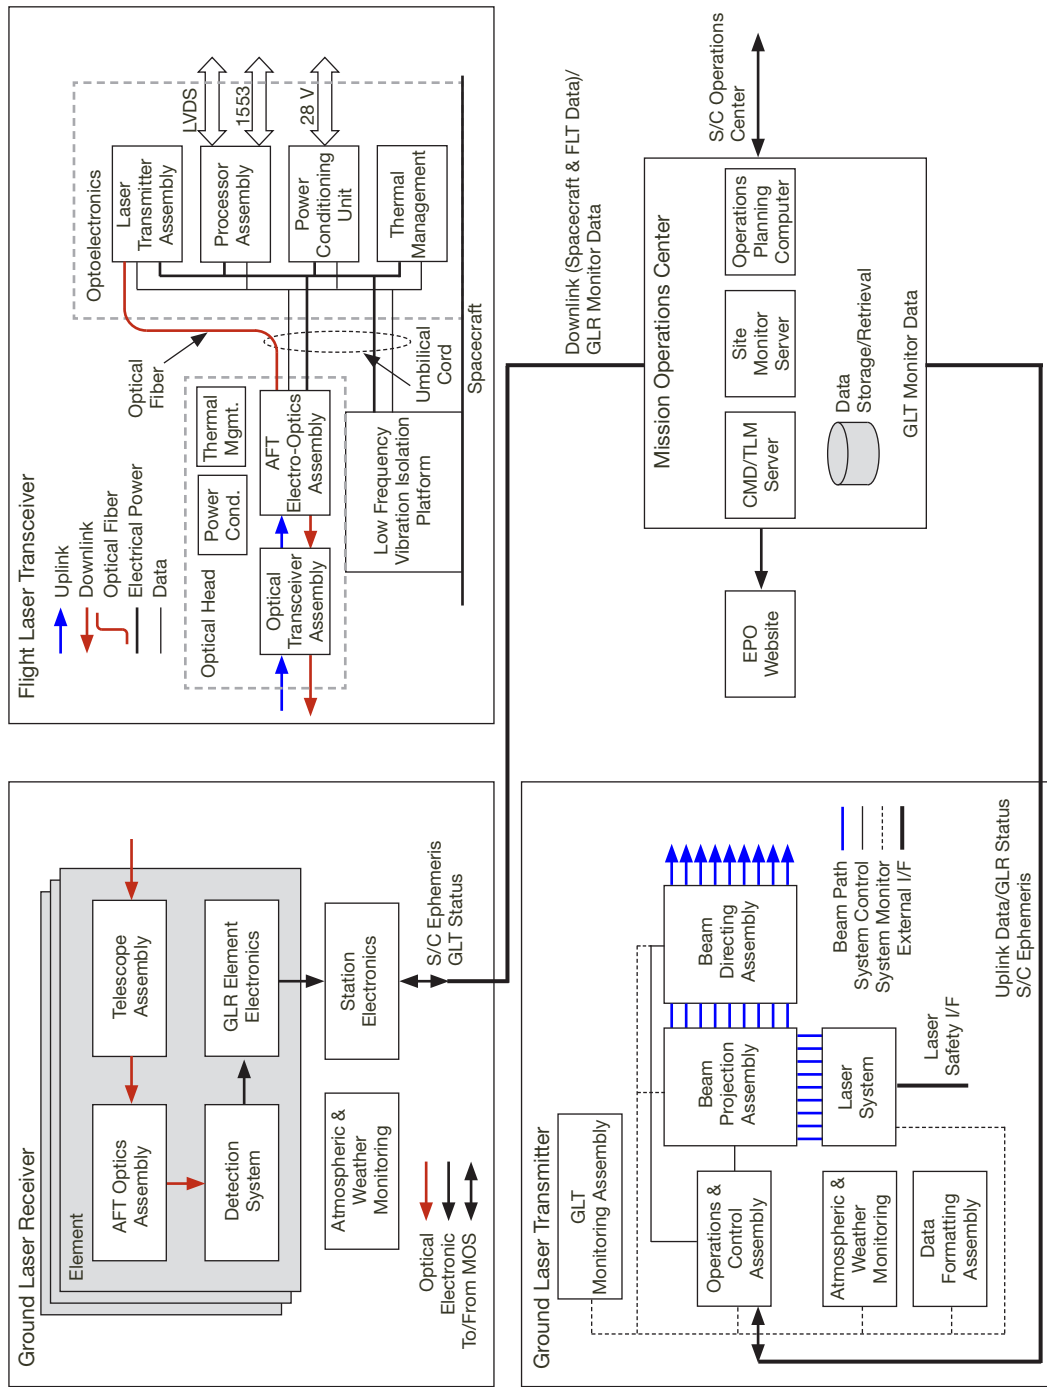 Ground Laser Receiver
Element
AFT Optics
Assembly
Telescope
Assembly
Detection
System
GLR Element
Electronics
Atmospheric &
Weather
Monitoring
Station
Electronics
S/C Ephemeris
GLT Status
Optical
Electronic
To/From MOS
Flight Laser Transceiver
Uplink
Downlink
Optical Fiber
Electrical Power
Data
Optical
Fiber
Optical Head
Power
Cond.
Thermal
Mgmt.
Optical
Transceiver
Assembly
AFT
Electro-Optics
Assembly
Low Frequency
Vibration Isolation
Platform
Umbilical
Cord
Spacecraft
Optoelectronics
Laser
Transmitter
Assembly
Processor
Assembly
Power
Conditioning
Unit
Thermal
Management
LVDS
1553
28 V
Ground Laser Transmitter
GLT
Monitoring Assembly
Operations &
Control
Assembly
Atmospheric &
Weather
Monitoring
Data
Formatting
Assembly
Beam
Projection
Assembly
Beam
Directing
Assembly
Laser
System
Laser
Safety I/F
Beam Path
System Control
System Monitor
External I/F
Uplink Data/GLR Status
S/C Ephemeris
Downlink (Spacecraft & FLT Data)/
GLR Monitor Data
Mission Operations Center
CMD/TLM
Server
Site
Monitor
Server
Operations
Planning
Computer
Data
Storage/Retrieval
GLT Monitor Data
EPO
Website
S/C Operations
Center